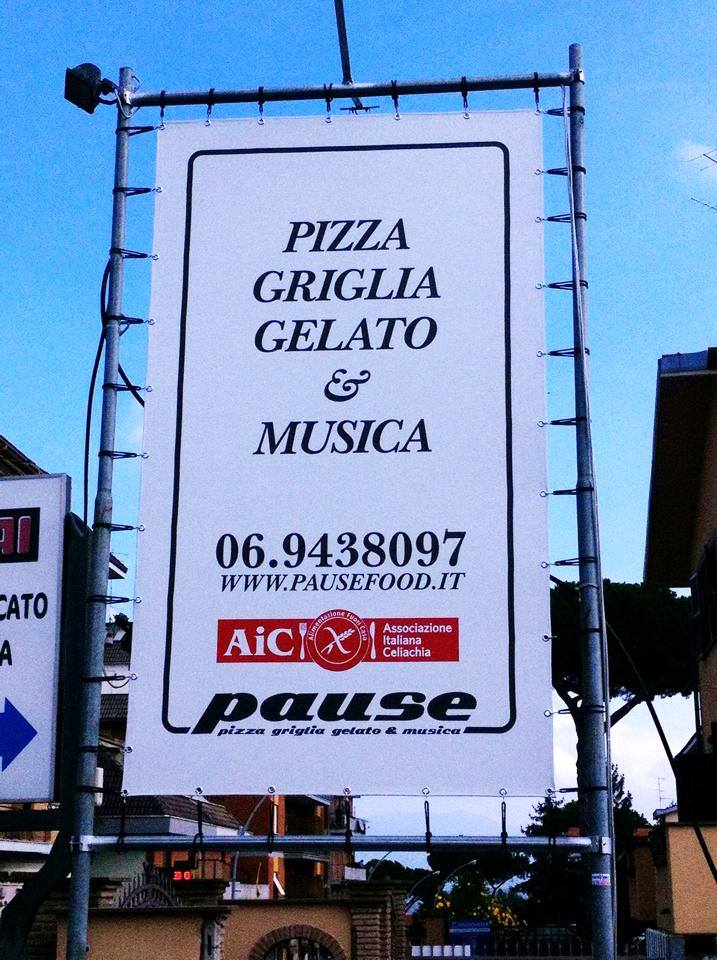 PIZZA
GRIGLIA
GELATO
&
MUSICA
06.9438097
WWW.PAUSEFOOD.IT
AiC
Alimentazione Fuori Casa
Associazione
Italiana
Celiachia
pause
pizza griglia gelato & musica
AI
CATO
A